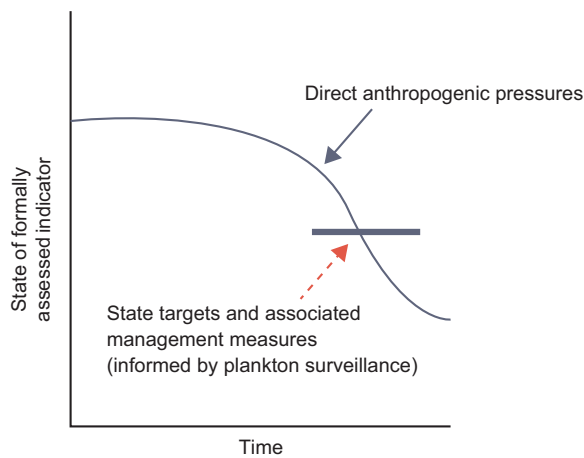 Direct anthropogenic pressures
State of formally
assessed indicator
State targets and associated
management measures
(informed by plankton surveillance)
Time